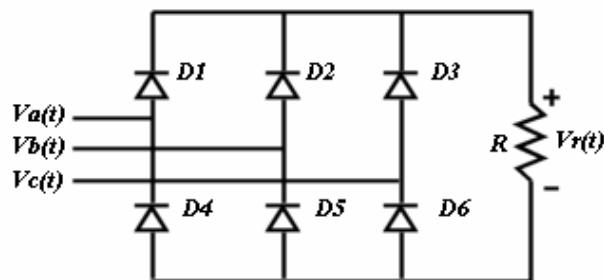 D1 D2 D3
Va(t)
+
Vb(t)
R Vr(t)
Vc(t)
-
D4 D5 D6